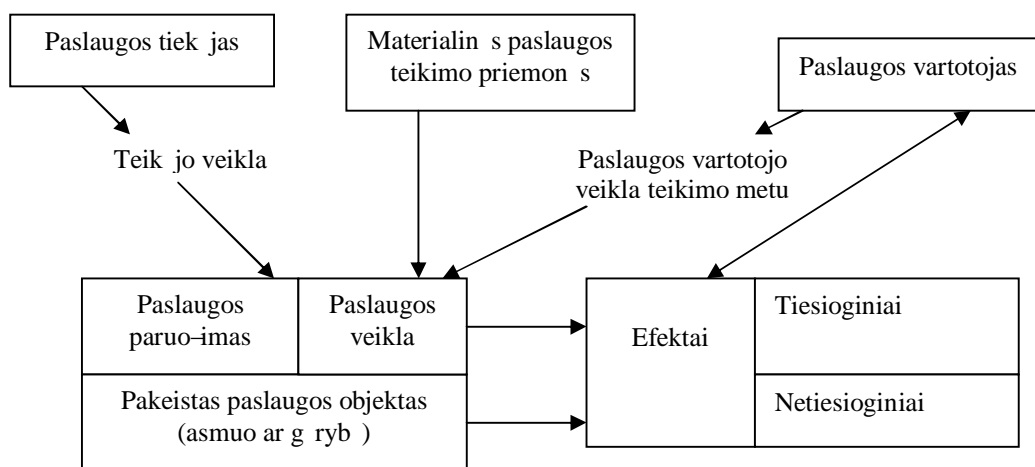 Paslaugos tiek jas
Materialin s paslaugos
teikimo priemon s
Paslaugos vartotojas
Teik jo veikla
Paslaugos vartotojo
veikla teikimo metu
Paslaugos
paruo–imas
Paslaugos
veikla
Efektai
Tiesioginiai
Netiesioginiai
Pakeistas paslaugos objektas
(asmuo ar g ryb )